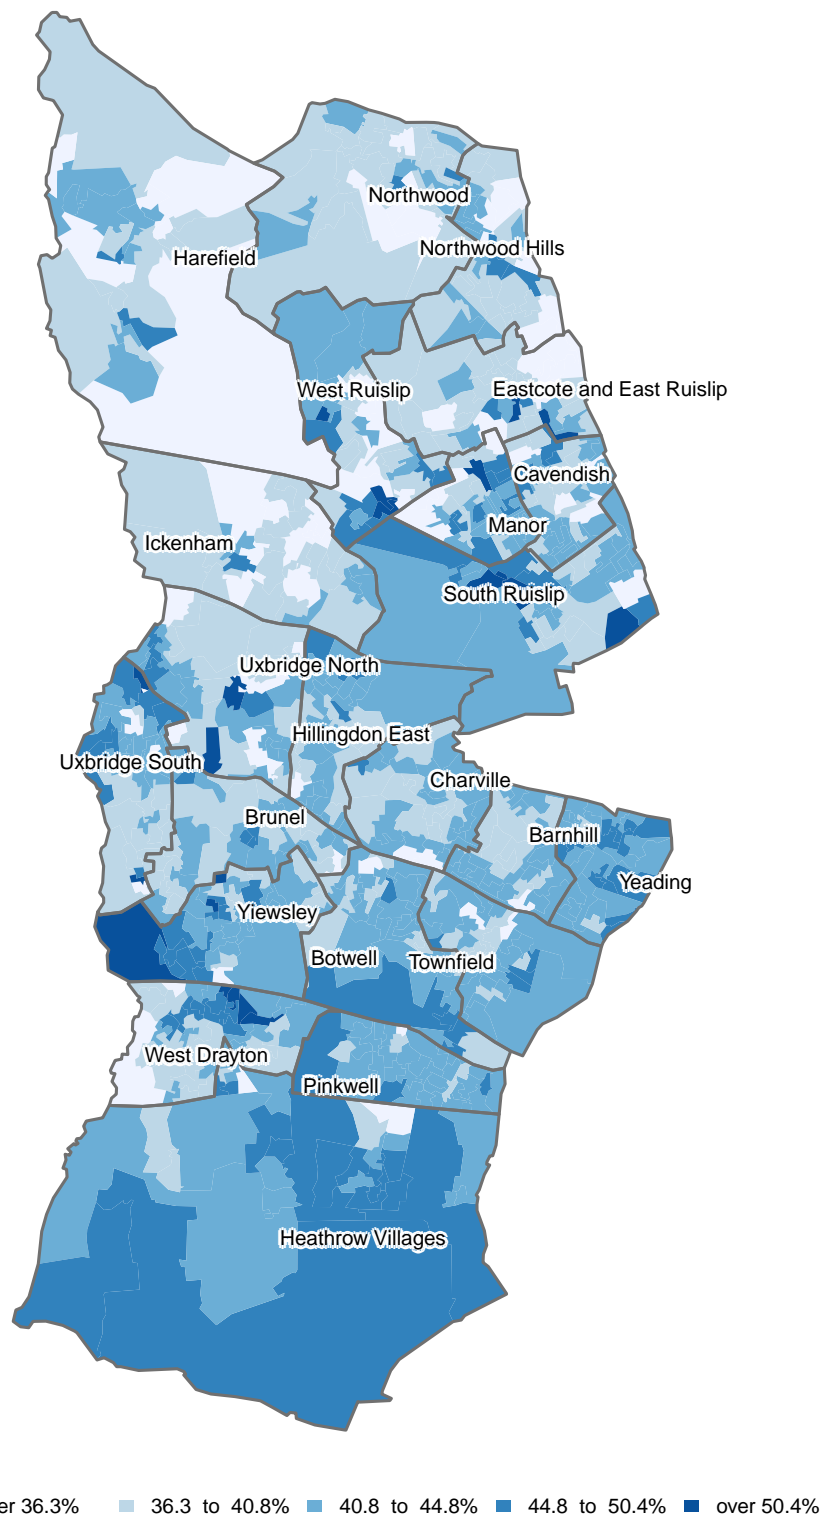 Northwood
Northwood Hills
Harefield
West Ruislip
Eastcote and East Ruislip
Cavendish
Manor
Ickenham
South Ruislip
Uxbridge North
Hillingdon East
Uxbridge South
Charville
Brunel
Barnhill
Yeading
Yiewsley
Botwell
Townfield
West Drayton
Pinkwell
Heathrow Villages
er 36.3% 36.3 to 40.8% 40.8 to 44.8% 44.8 to 50.4% over 50.4%